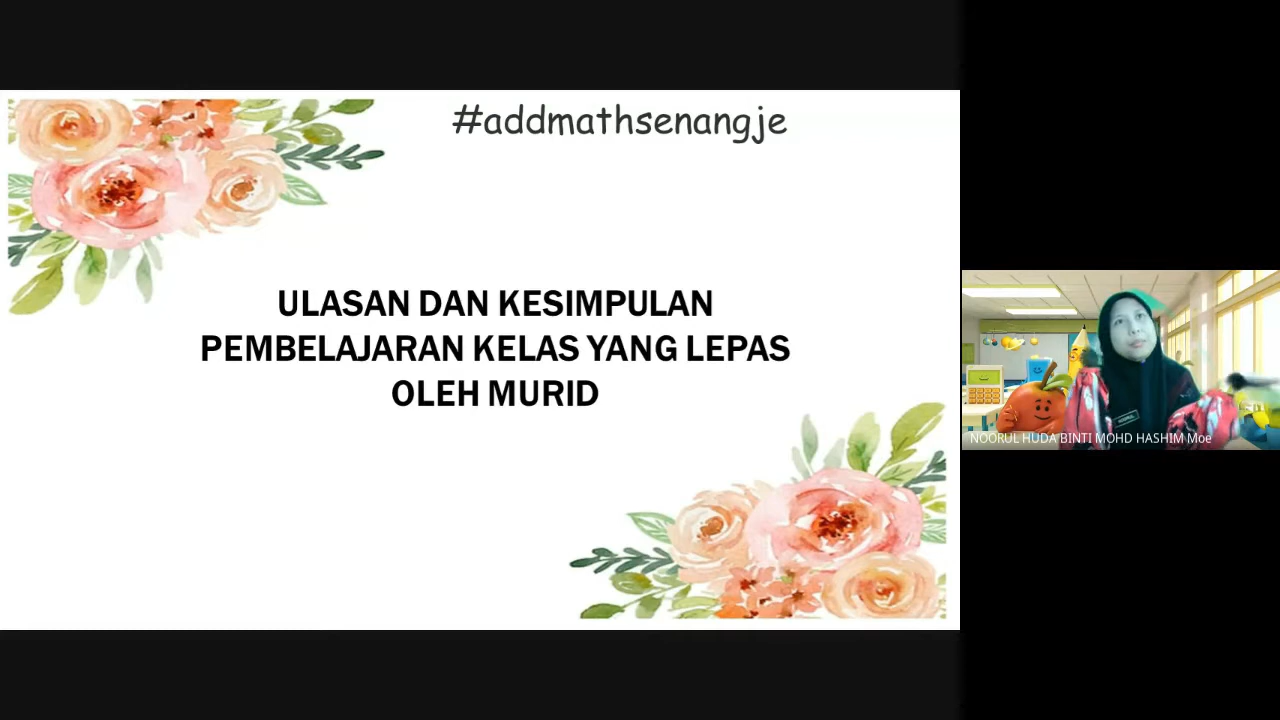 #addmathsenangje
ULASAN DAN KESIMPULAN
PEMBELAJARAN KELAS YANG LEPAS
OLEH MURID
NOORUL HUDA BINTI MOHD HASHIM Moe